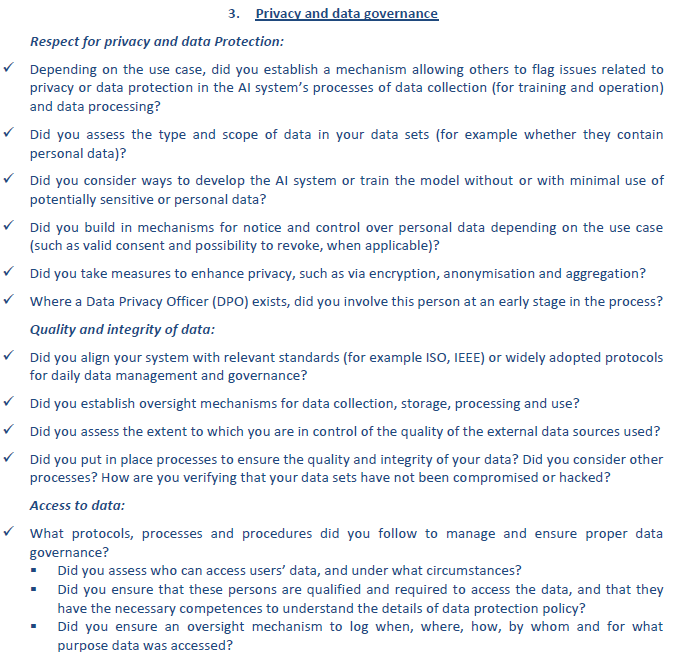 3. Privacy and data governance
Respect for privacy and data Protection:
✓ Depending on the use case, did you establish a mechanism allowing others to flag issues related to
privacy or data protection in the AI system’s processes of data collection (for training and operation)
and data processing?
✓ Did you assess the type and scope of data in your data sets (for example whether they contain
personal data)?
✓ Did you consider ways to develop the AI system or train the model without or with minimal use of
potentially sensitive or personal data?
✓ Did you build in mechanisms for notice and control over personal data depending on the use case
(such as valid consent and possibility to revoke, when applicable)?
✓ Did you take measures to enhance privacy, such as via encryption, anonymisation and aggregation?
✓ Where a Data Privacy Officer (DPO) exists, did you involve this person at an early stage in the process?
Quality and integrity of data:
✓ Did you align your system with relevant standards (for example ISO, IEEE) or widely adopted protocols
for daily data management and governance?
✓ Did you establish oversight mechanisms for data collection, storage, processing and use?
✓ Did you assess the extent to which you are in control of the quality of the external data sources used?
✓ Did you put in place processes to ensure the quality and integrity of your data? Did you consider other
processes? How are you verifying that your data sets have not been compromised or hacked?
Access to data:
✓ What protocols, processes and procedures did you follow to manage and ensure proper data
governance?
▪ Did you assess who can access users’ data, and under what circumstances?
▪ Did you ensure that these persons are qualified and required to access the data, and that they
have the necessary competences to understand the details of data protection policy?
▪ Did you ensure an oversight mechanism to log when, where, how, by whom and for what
purpose data was accessed?